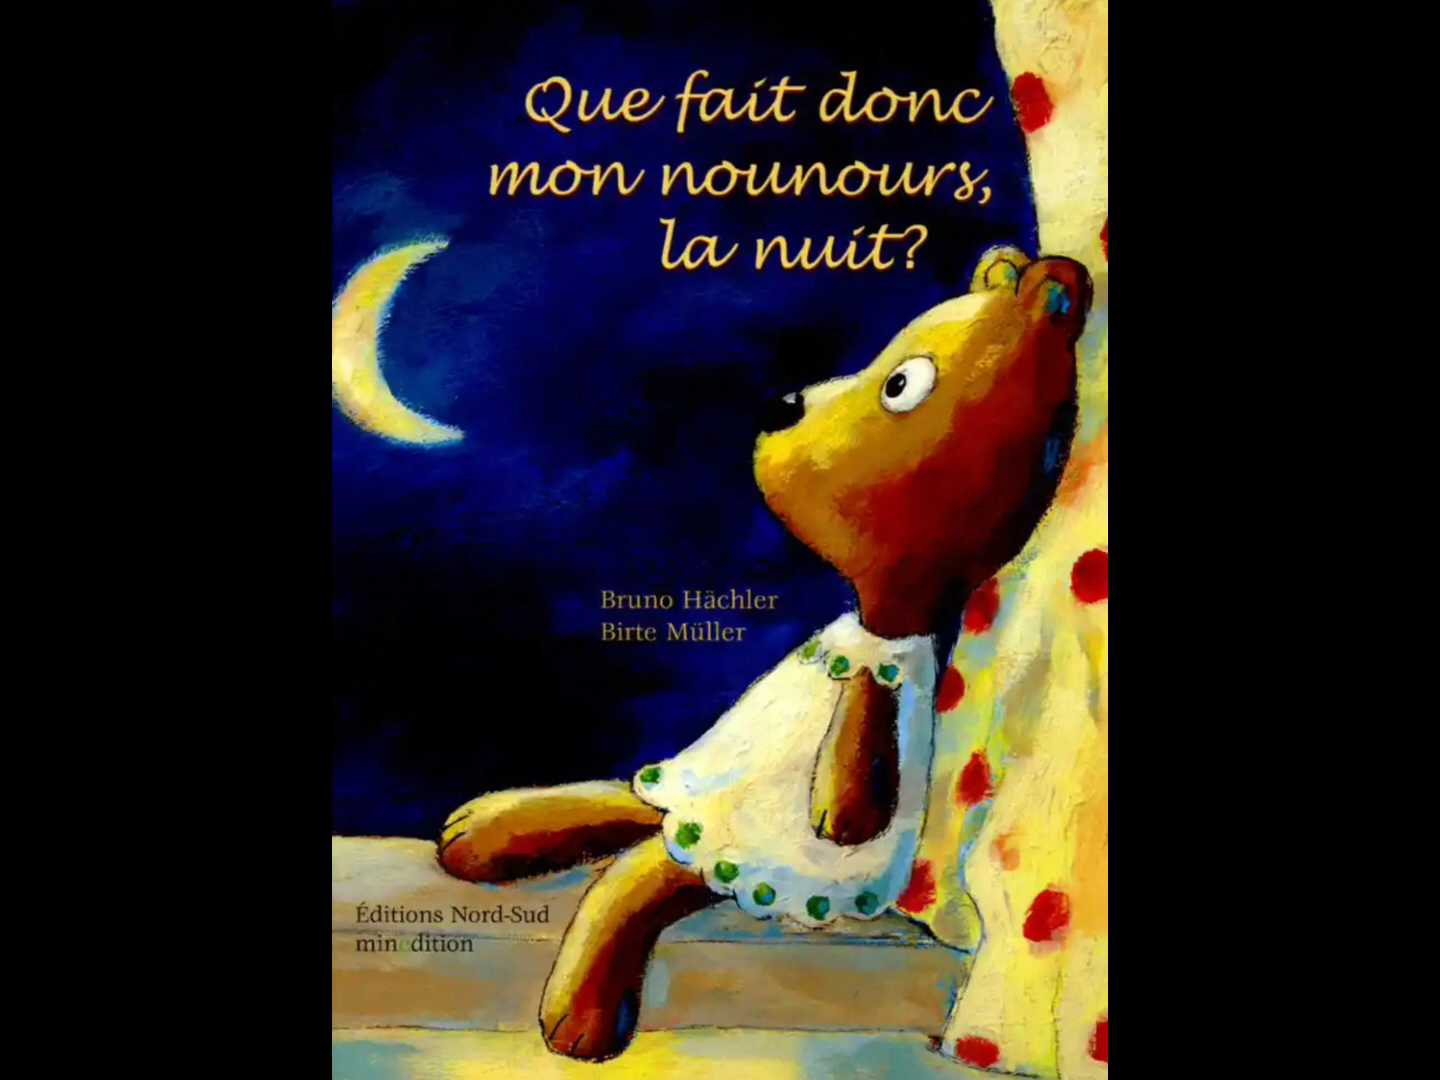 Que fait donc
mon nounours,
la nuit?
Bruno Hächler
Birte Müller
Éditions Nord-Sud
minedition